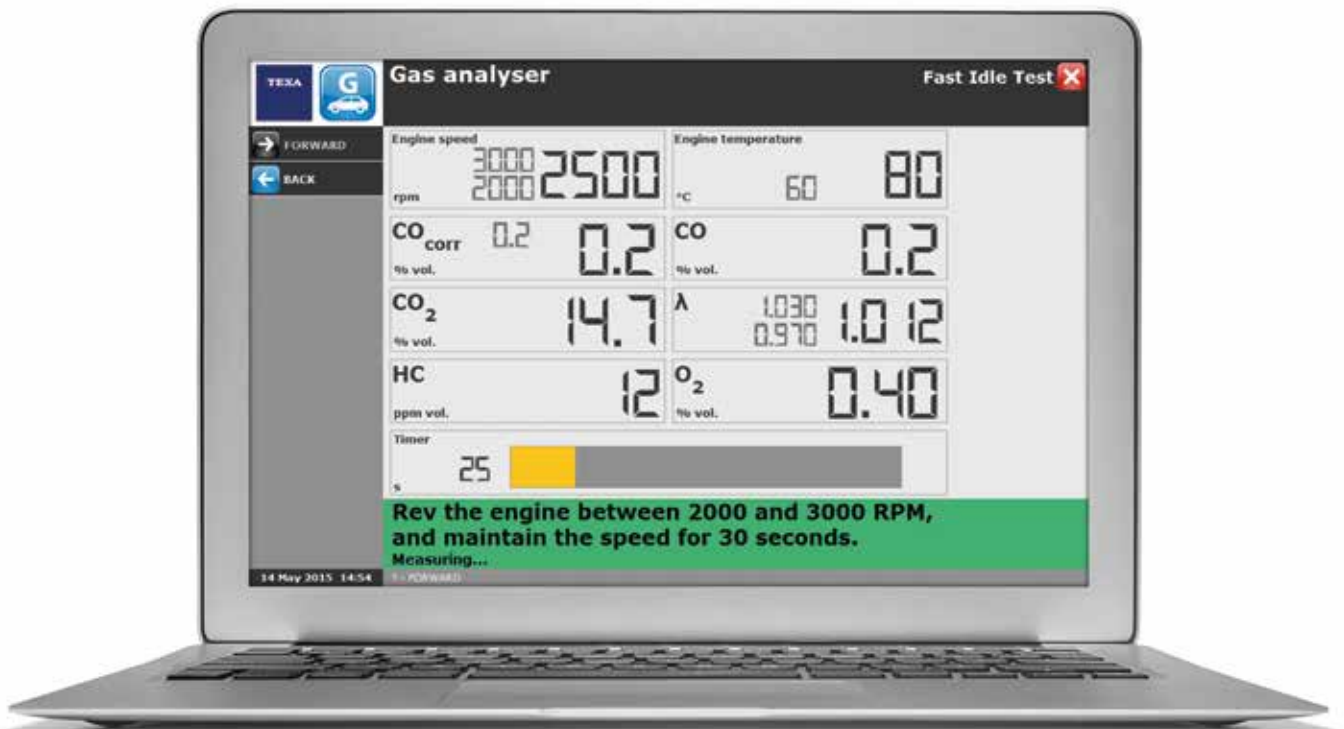 TEXA
G
Gas analyser
Fast Idle Test
FORWARD
BACK
Engine speed
3000
2000
2500
rpm
Engine temperature
60
80
°C
CO corr
0.2
0.2
% vol.
CO
0.2
% vol.
CO2
14.7
% vol.
λ
1.030
0.970
1.012
HC
12
ppm vol.
O2
0.40
% vol.
Timer
25
s
Rev the engine between 2000 and 3000 RPM,
and maintain the speed for 30 seconds.
Measuring...
14 May 2015 14:54
FORWARD